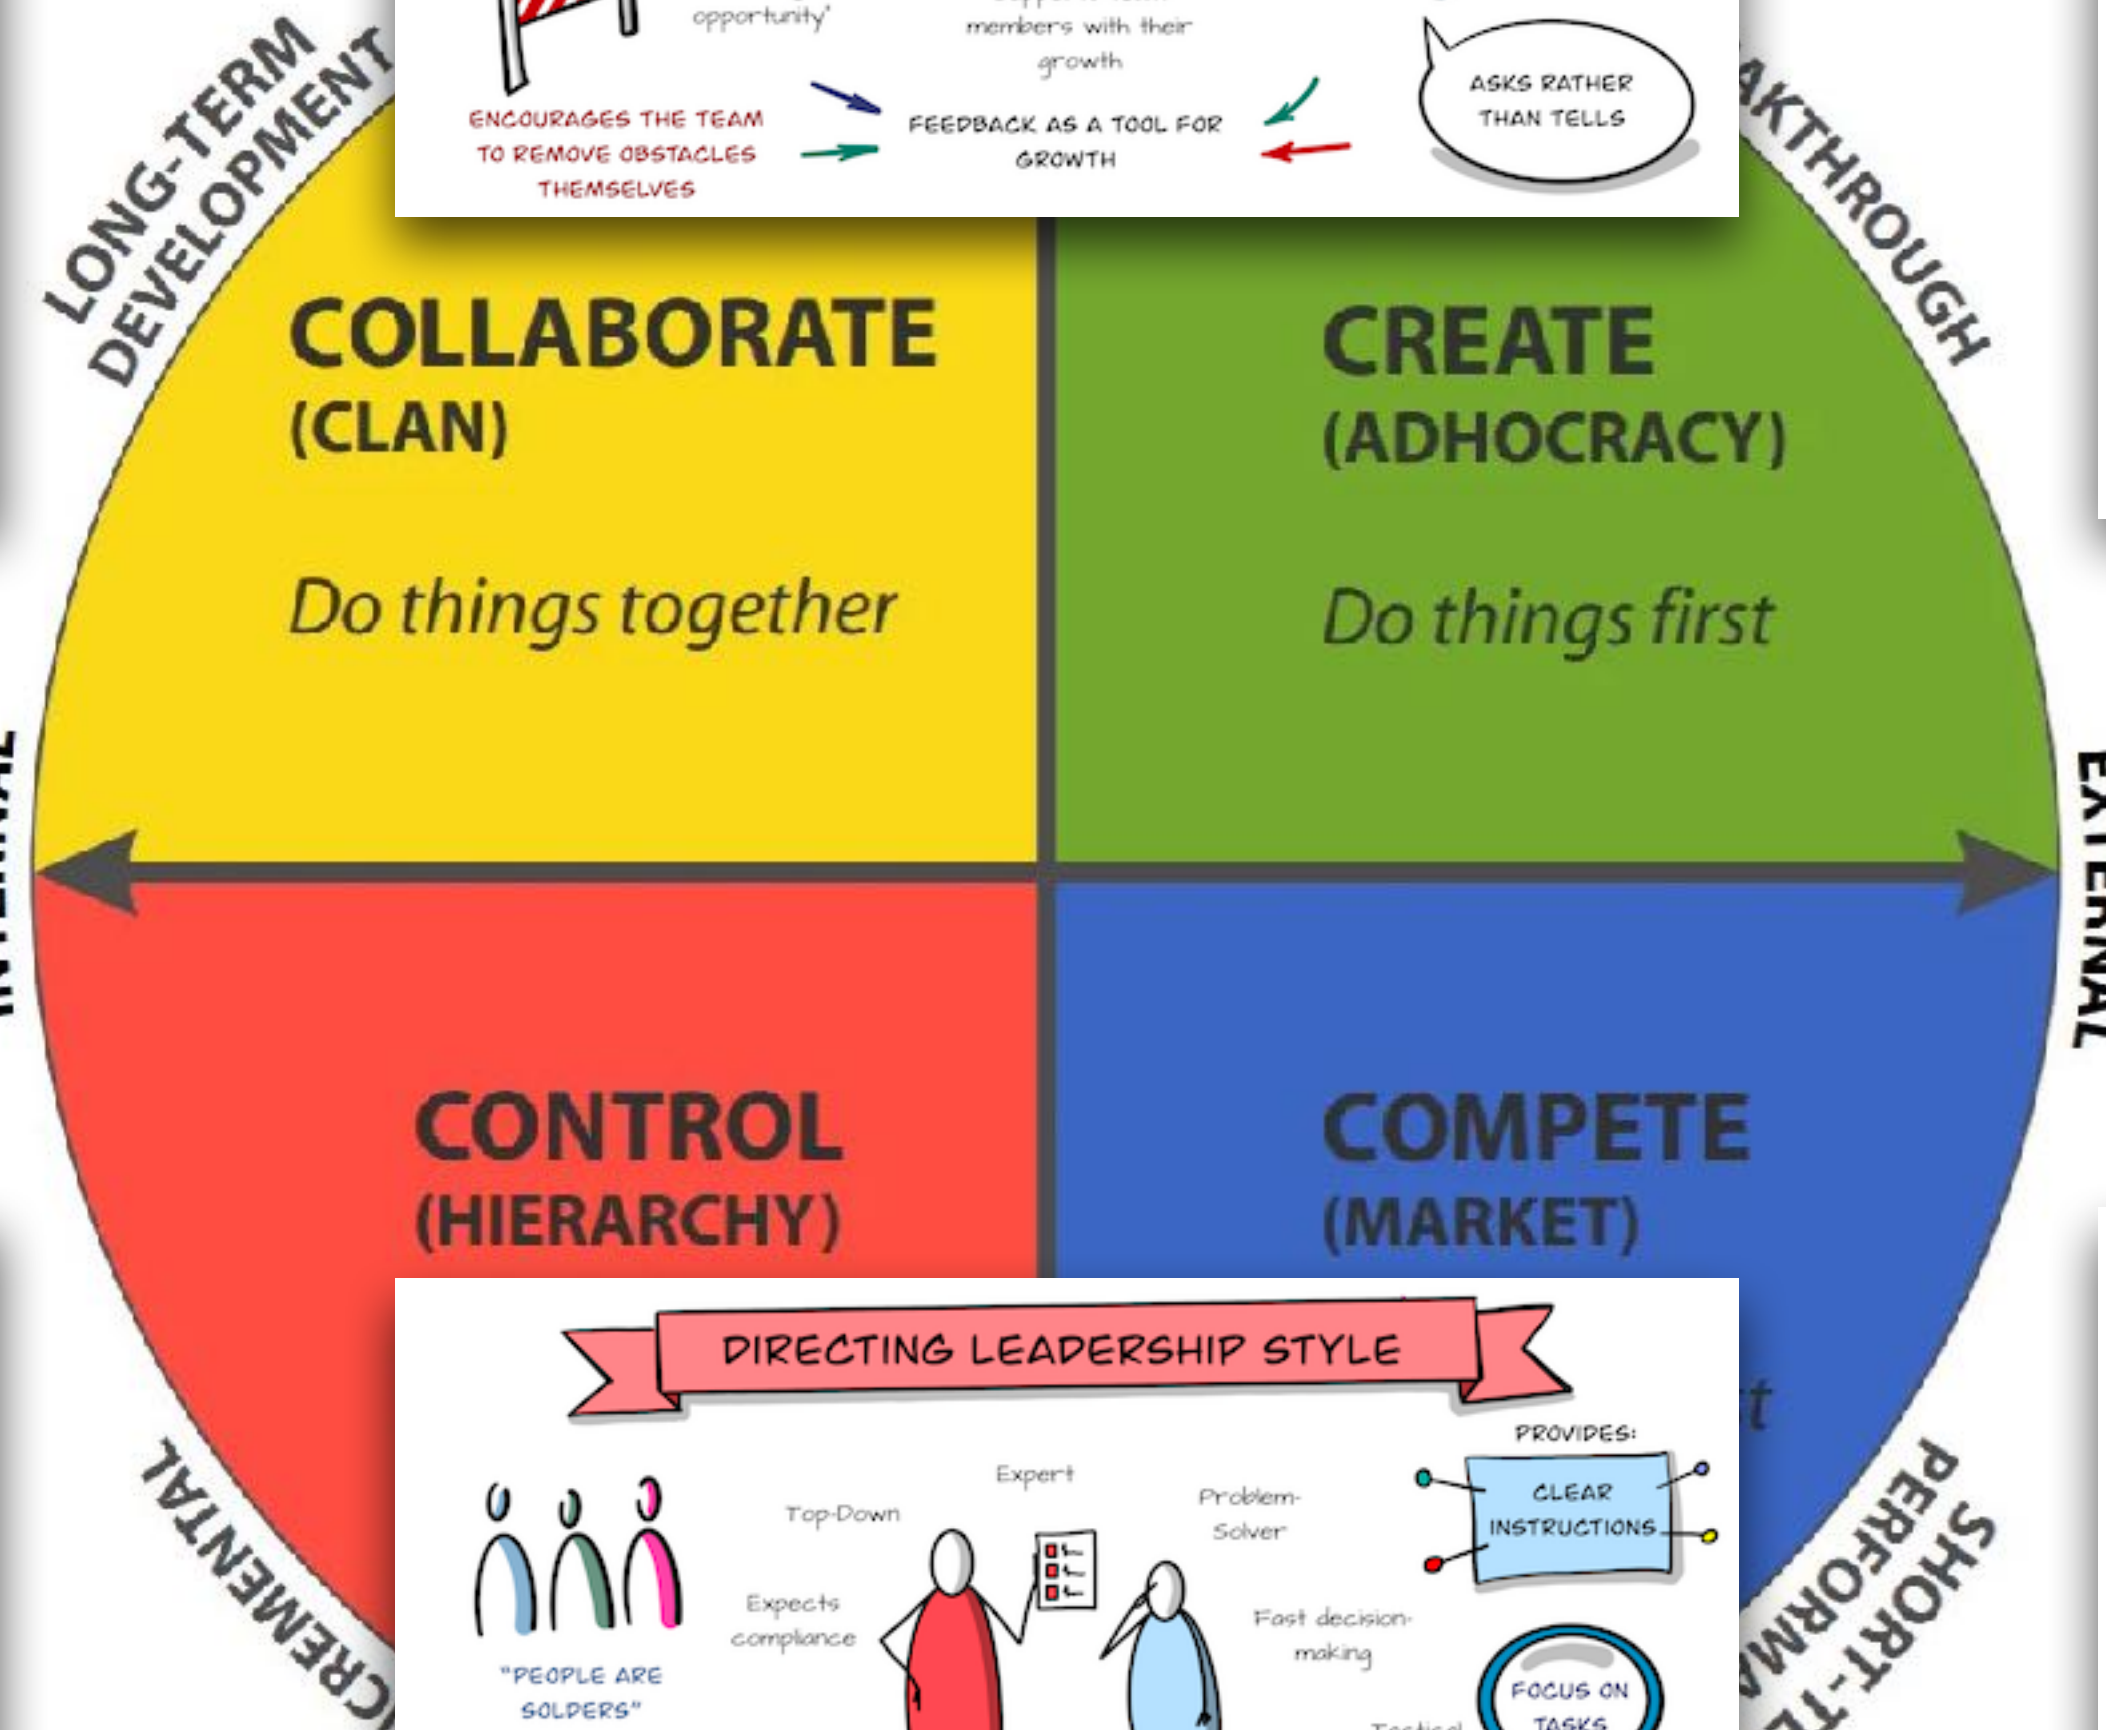 opportunity'
members with their
growth
ASKS RATHER
THAN TELLS
ENCOURAGES THE TEAM
TO REMOVE OBSTACLES
THEMSELVES
FEEDBACK AS A TOOL FOR
GROWTH
LONG-TERM
DEVELOPMENT
COLLABORATE
(CLAN)
Do things together
CREATE
(ADHOCRACY)
Do things first
EXTERNAL
CONTROL
(HIERARCHY)
COMPETE
(MARKET)
DIRECTING LEADERSHIP STYLE
PROVIDES:
CLEAR
INSTRUCTIONS
Expert
Top-Down
Problem-
Solver
Expects
compliance
Fast decision-
making
"PEOPLE ARE
SOLDERS"
FOCUS ON
TASKS
SHORT-